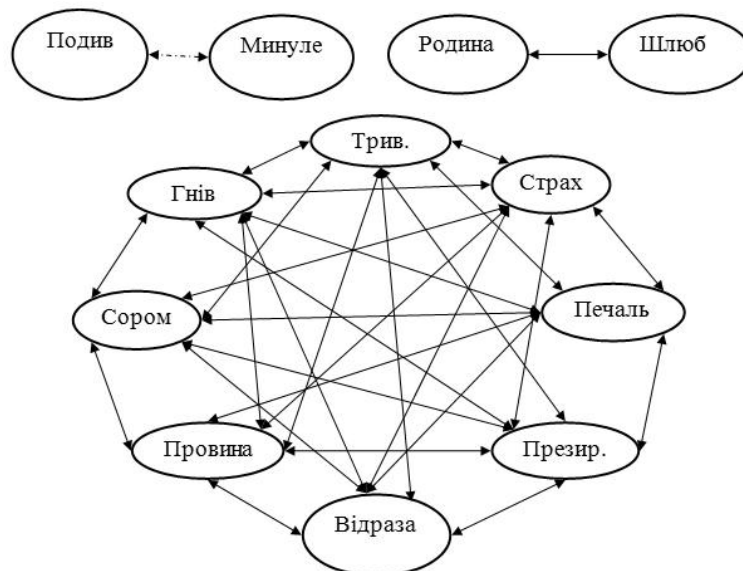 Подив
Минуле
Родина
Шлюб
Трив.
Гнів
Страх
Сором
Печаль
Провина
Презир.
Відраза